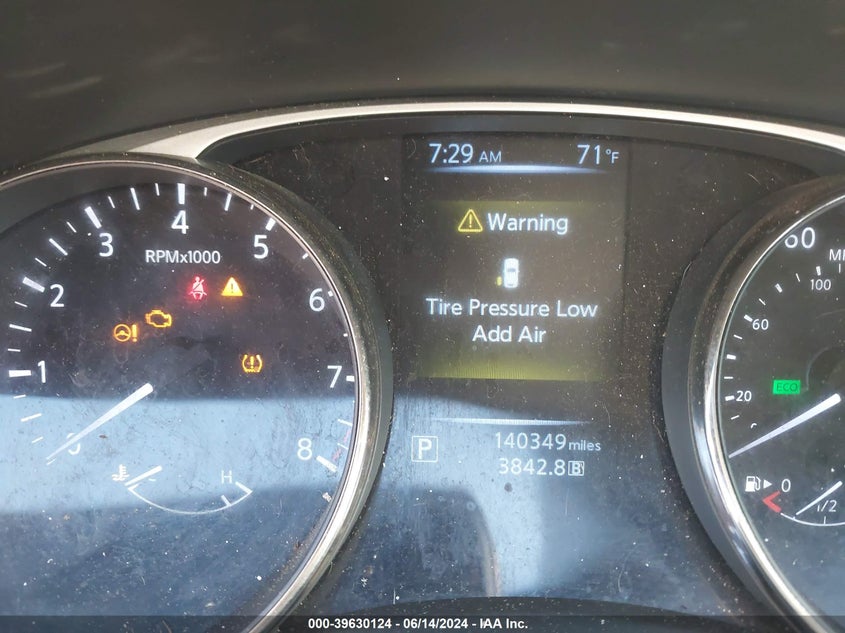 7:29 AM 71°F
Warning
Tire Pressure Low
Add Air
P 140349 miles
3842.8 B
0 1 2 3 4 5 6 7 8
RPMx1000
H
60 MP
100
60
20
ECO
0
1/2
000-39630124 - 06/14/2024 - IAA Inc.